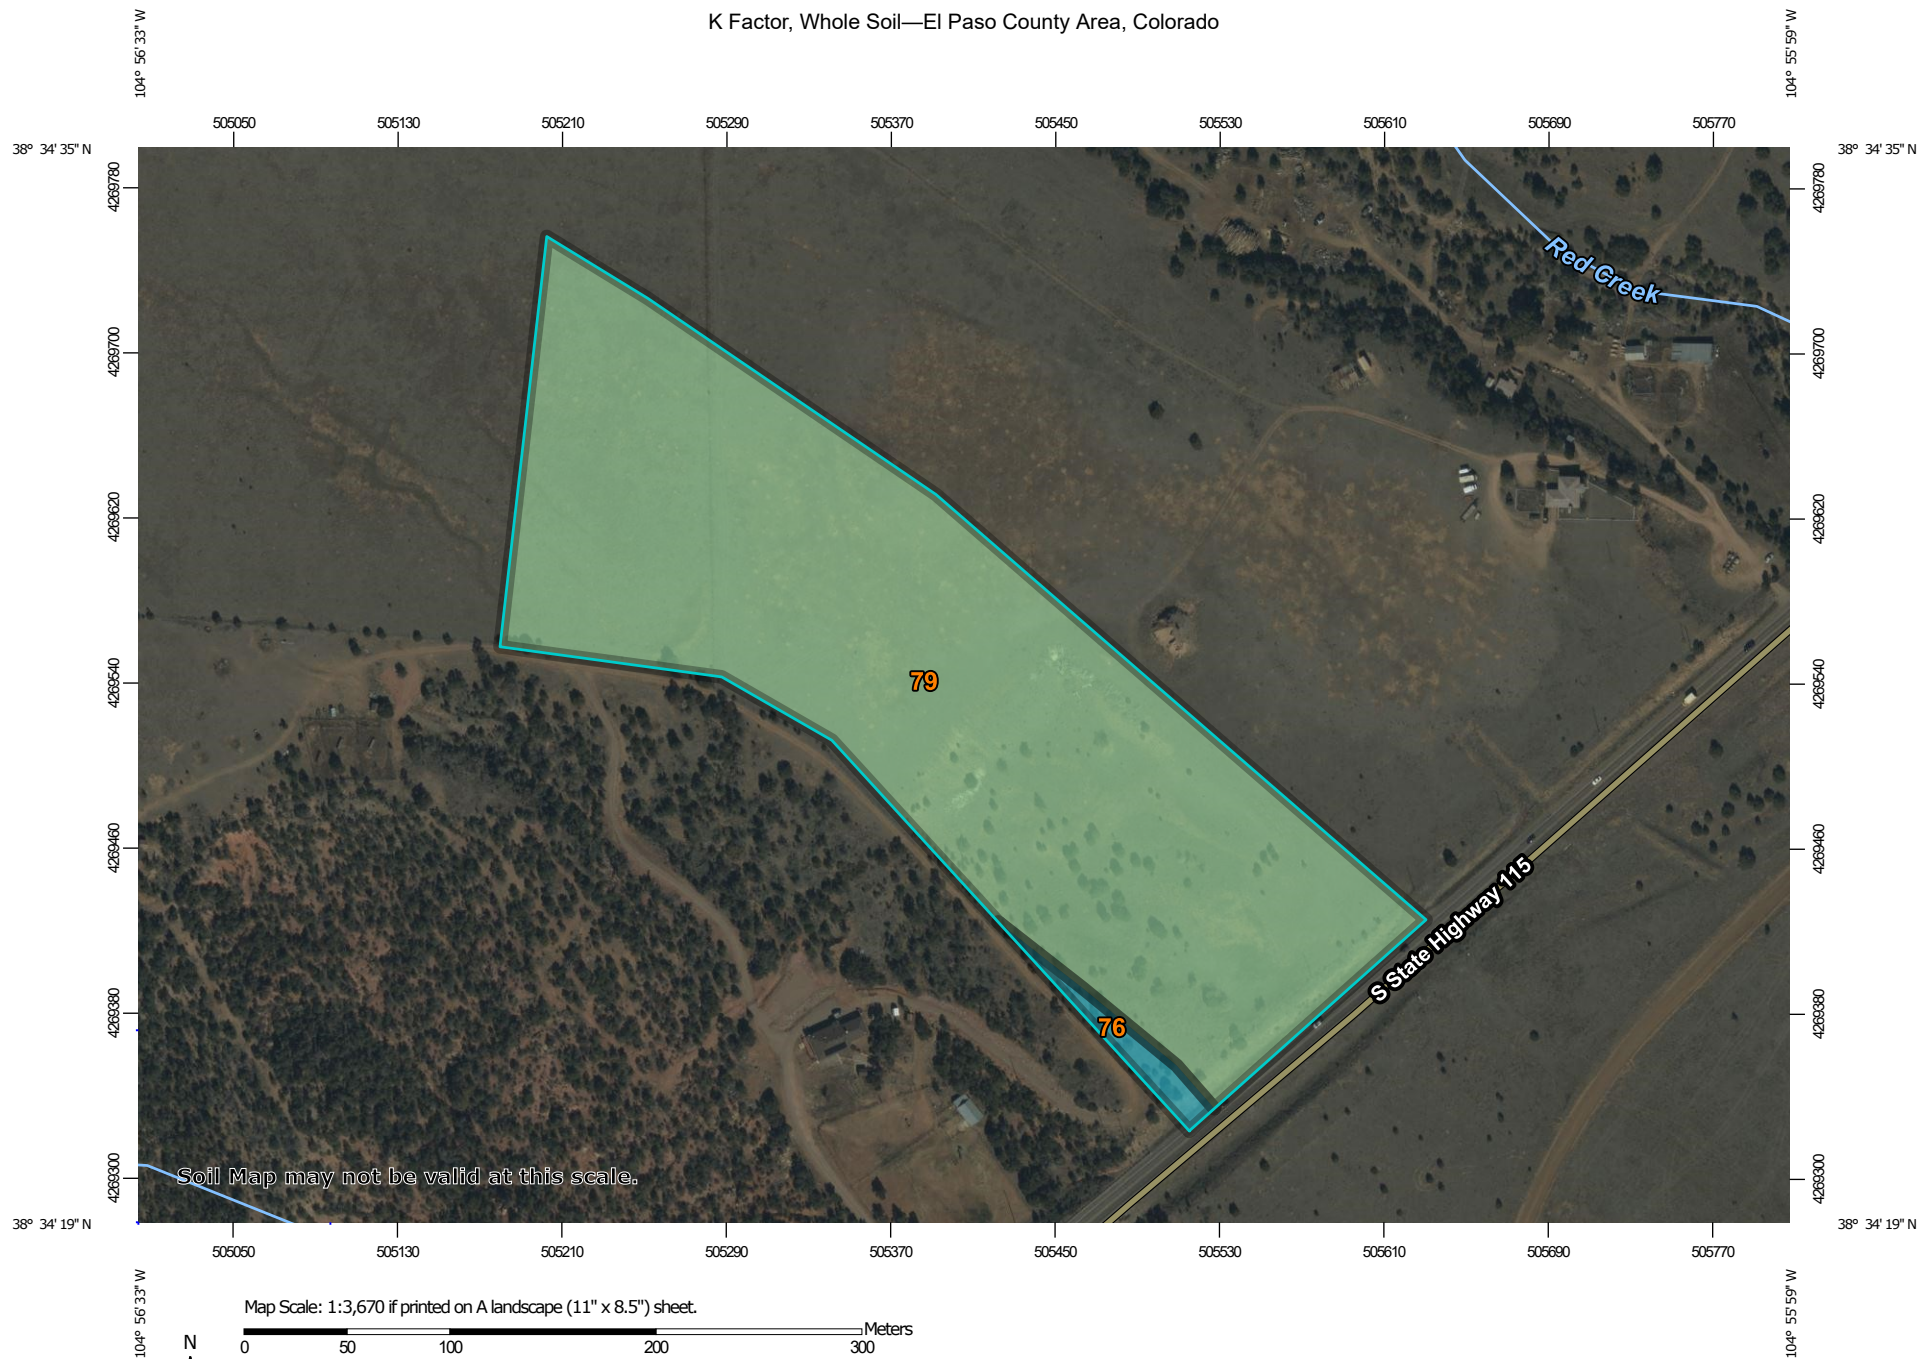 K Factor, Whole Soil—El Paso County Area, Colorado
104° 56' 33" W
104° 55' 59" W
505050 505130 505210 505290 505370 505450 505530 505610 505690 505770
38° 34' 35" N
38° 34' 35" N
4269780
4269780
Red Creek
4269700
4269700
4269620
4269620
4269540
4269540
79
4269460
4269460
S State Highway 115
4269380
4269380
76
4269300
4269300
Soil Map may not be valid at this scale.
38° 34' 19" N
38° 34' 19" N
505050 505130 505210 505290 505370 505450 505530 505610 505690 505770
104° 56' 33" W
104° 55' 59" W
Map Scale: 1:3,670 if printed on A landscape (11" x 8.5") sheet.
Meters
N
0 50 100 200 300